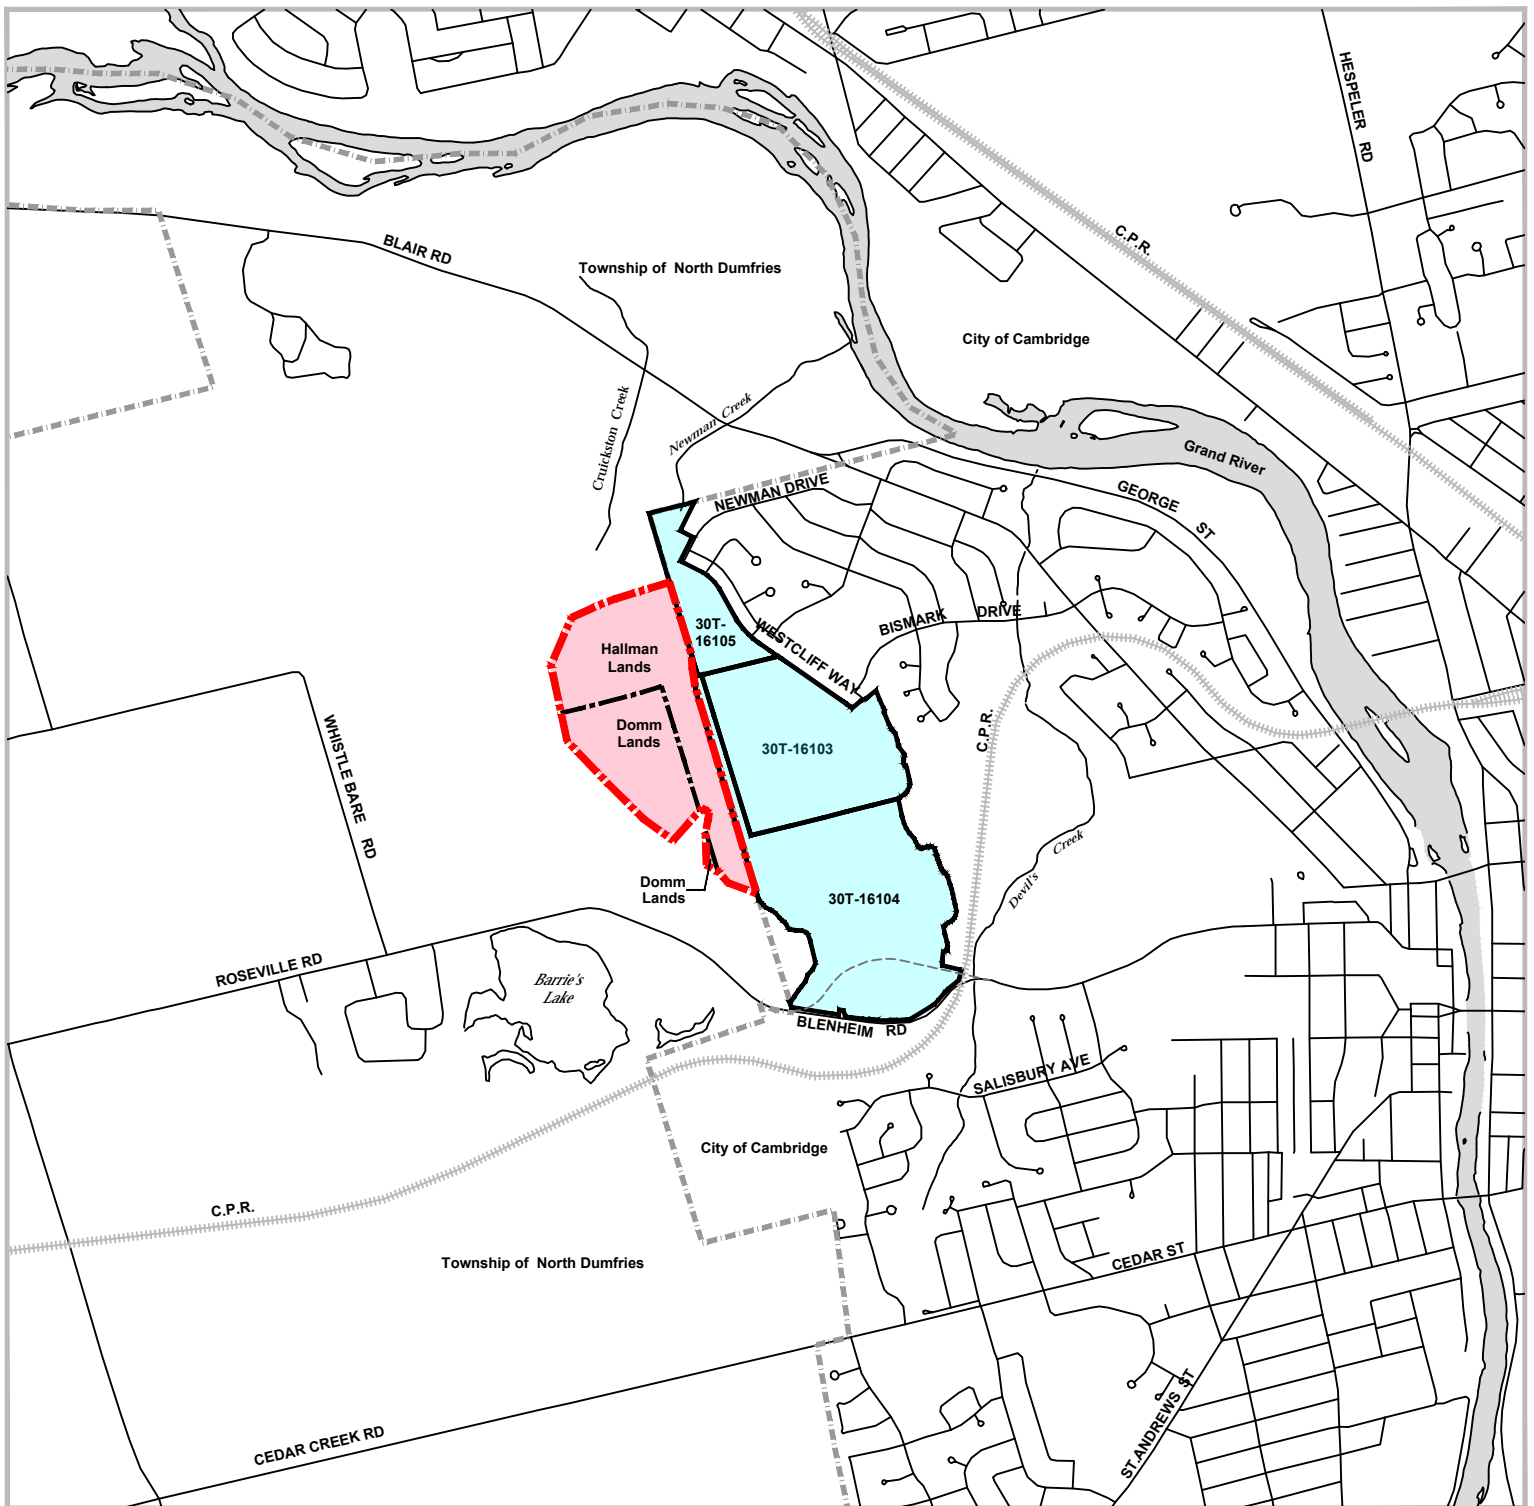 HESPELER RD
C.P.R.
BLAIR RD
Township of North Dumfries
City of Cambridge
Cruickston Creek
Newman Creek
Grand River
NEWMAN DRIVE
GEORGE ST
BISMARK DRIVE
WESTCLIFF WAY
30T-
16105
Hallman
Lands
Domm
Lands
30T-16103
C.P.R.
WHISTLE BARE RD
Devil's Creek
Domm
Lands
30T-16104
ROSEVILLE RD
Barrie's
Lake
BLENHEIM RD
SALISBURY AVE
City of Cambridge
C.P.R.
Township of North Dumfries
CEDAR ST
ST.ANDREWS ST
CEDAR CREEK RD